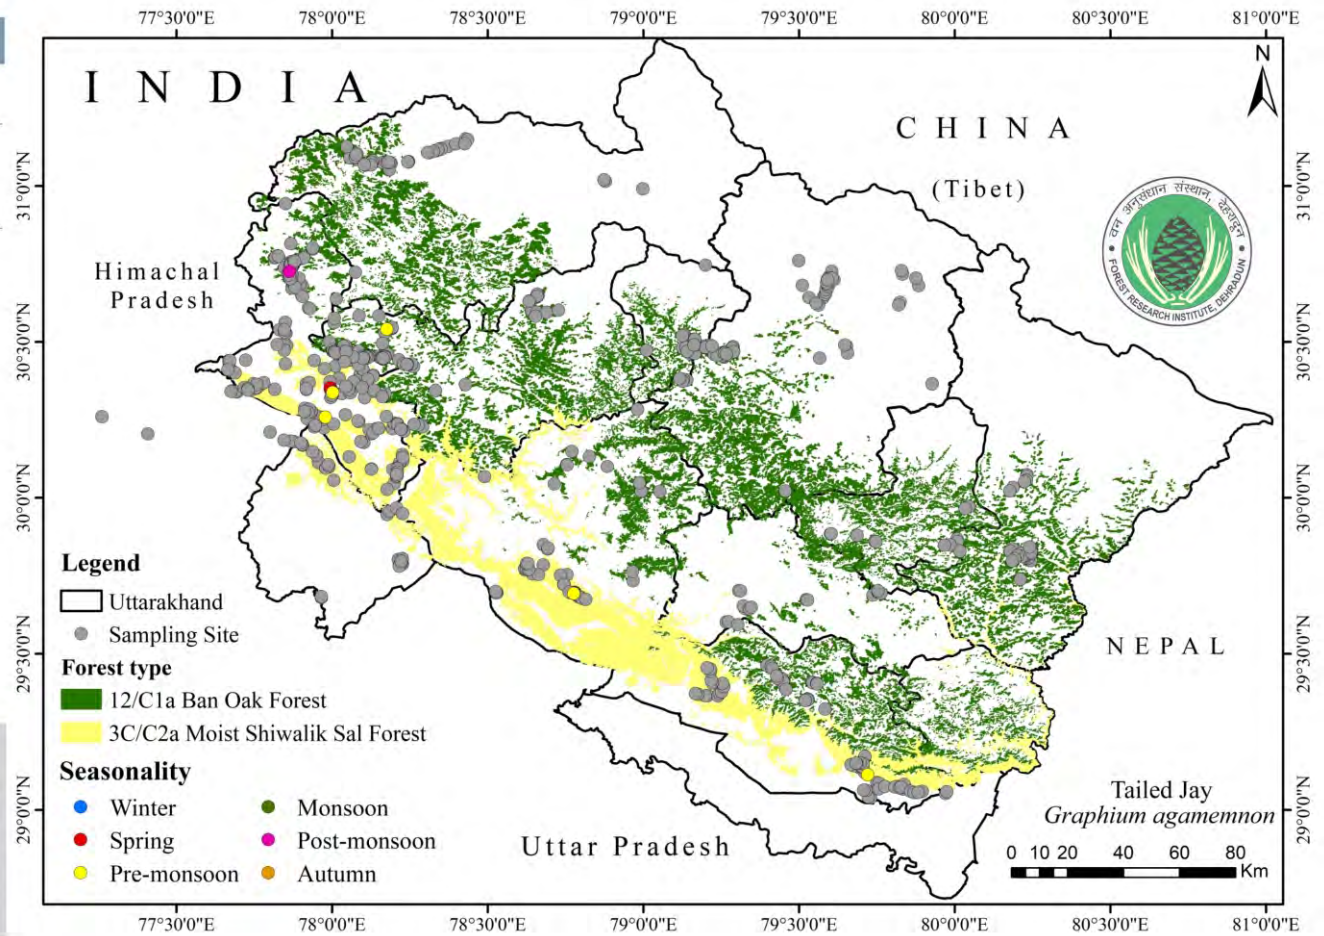 77°30'0"E 78°0'0"E 78°30'0"E 79°0'0"E 79°30'0"E 80°0'0"E 80°30'0"E 81°0'0"E
INDIA
N
CHINA
(Tibet)
31°0'0"N
31°0'0"N
वन अनुसंधान संस्थान, देहरादून
FOREST RESEARCH INSTITUTE, DEHRADUN
Himachal
Pradesh
30°30'0"N
30°30'0"N
30°0'0"N
30°0'0"N
Legend
Uttarakhand
Sampling Site
Forest type
12/C1a Ban Oak Forest
3C/C2a Moist Shiwalik Sal Forest
NEPAL
29°30'0"N
29°30'0"N
Seasonality
Winter
Spring
Pre-monsoon
Monsoon
Post-monsoon
Autumn
29°0'0"N
29°0'0"N
Uttar Pradesh
Tailed Jay
Graphium agamemnon
0 10 20 40 60 80
Km
77°30'0"E 78°0'0"E 78°30'0"E 79°0'0"E 79°30'0"E 80°0'0"E 80°30'0"E 81°0'0"E